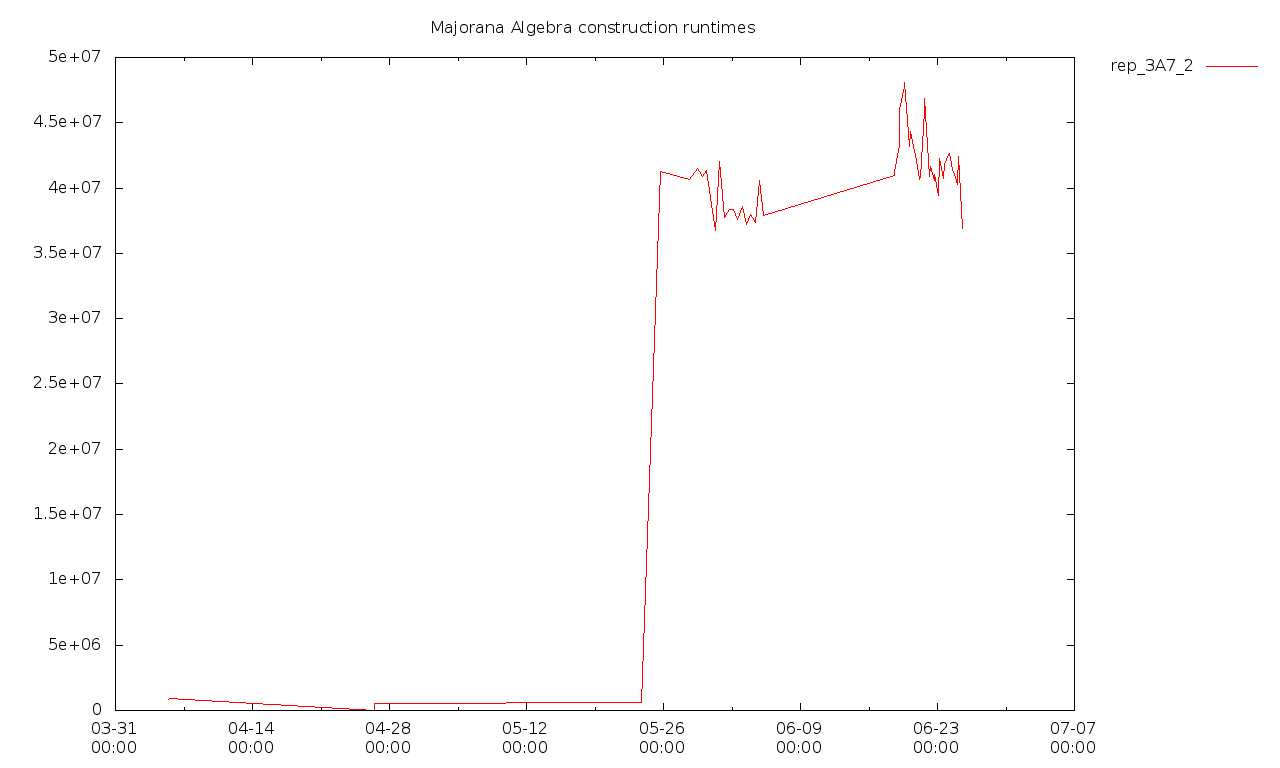 Majorana Algebra construction runtimes
rep_3A7_2
5e+07
4.5e+07
4e+07
3.5e+07
3e+07
2.5e+07
2e+07
1.5e+07
1e+07
5e+06
0
03-31 04-14 04-28 05-12 05-26 06-09 06-23 07-07
00:00 00:00 00:00 00:00 00:00 00:00 00:00 00:00